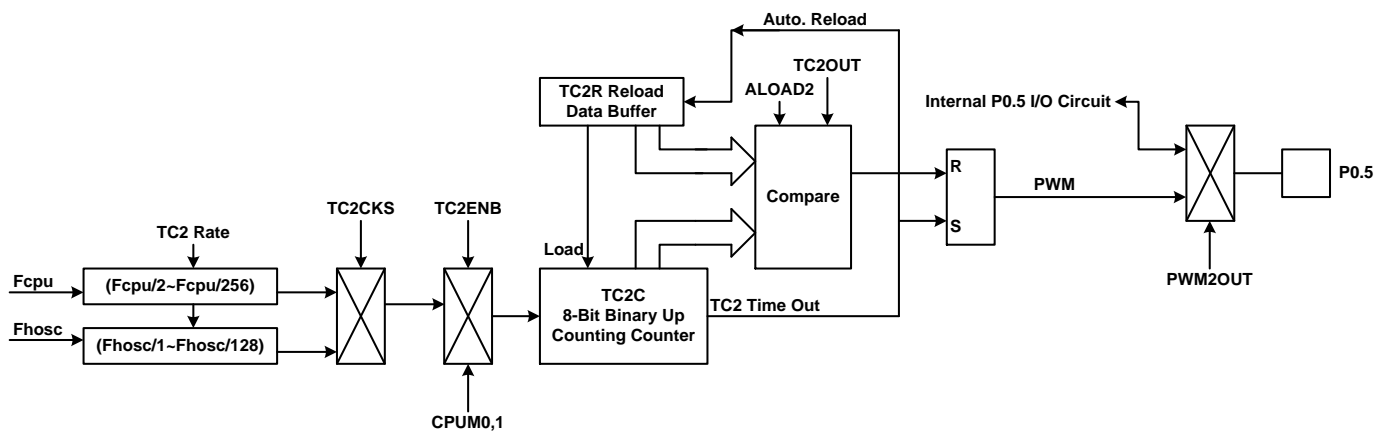 Auto. Reload
TC2OUT
TC2R Reload
Data Buffer
ALOAD2
Internal P0.5 I/O Circuit
R
Compare
PWM
P0.5
TC2CKS
TC2ENB
S
TC2 Rate
Load
Fcpu
(Fcpu/2~Fcpu/256)
TC2C
8-Bit Binary Up
Counting Counter
TC2 Time Out
PWM2OUT
Fhosc
(Fhosc/1~Fhosc/128)
CPUM0,1